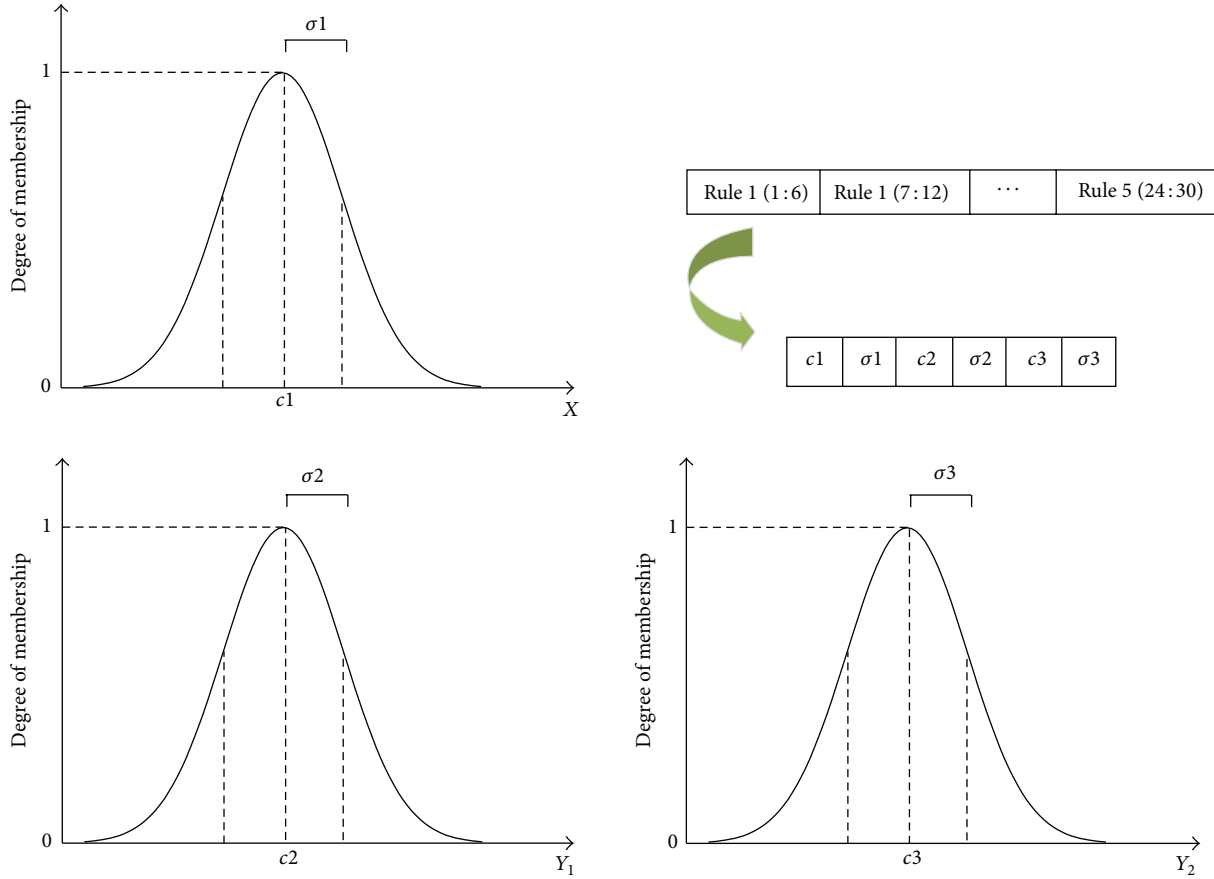 σ1
1
Degree of membership
0
c1
X
Rule 1 (1:6) Rule 1 (7:12) ··· Rule 5 (24:30)
c1 σ1 c2 σ2 c3 σ3
σ2
1
Degree of membership
0
c2
Y1
σ3
1
Degree of membership
0
c3
Y2